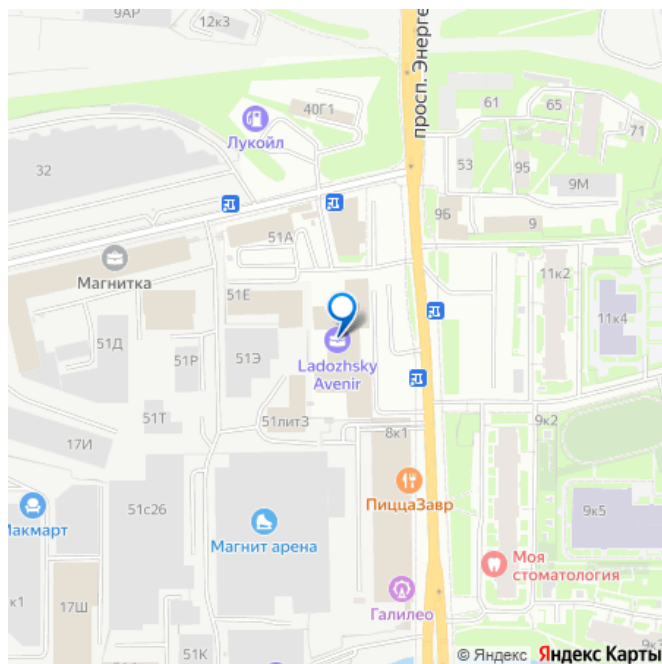 9АР
12к3
просп. Энерге
40Г1
Лукойл
61
65
71
53
95
32
9М
9Б
9
51А
Магнитка
11к2
51Е
11к4
51Д
51Р
51Э
Ladozhsky
Avenir
51Т
51литЗ
8к1
9к2
17И
ПиццаЗавр
Макмарт
51с26
9к5
Магнит арена
Моя
стоматология
к1
17Ш
Галилео
51К
© Яндекс Яндекс Карты